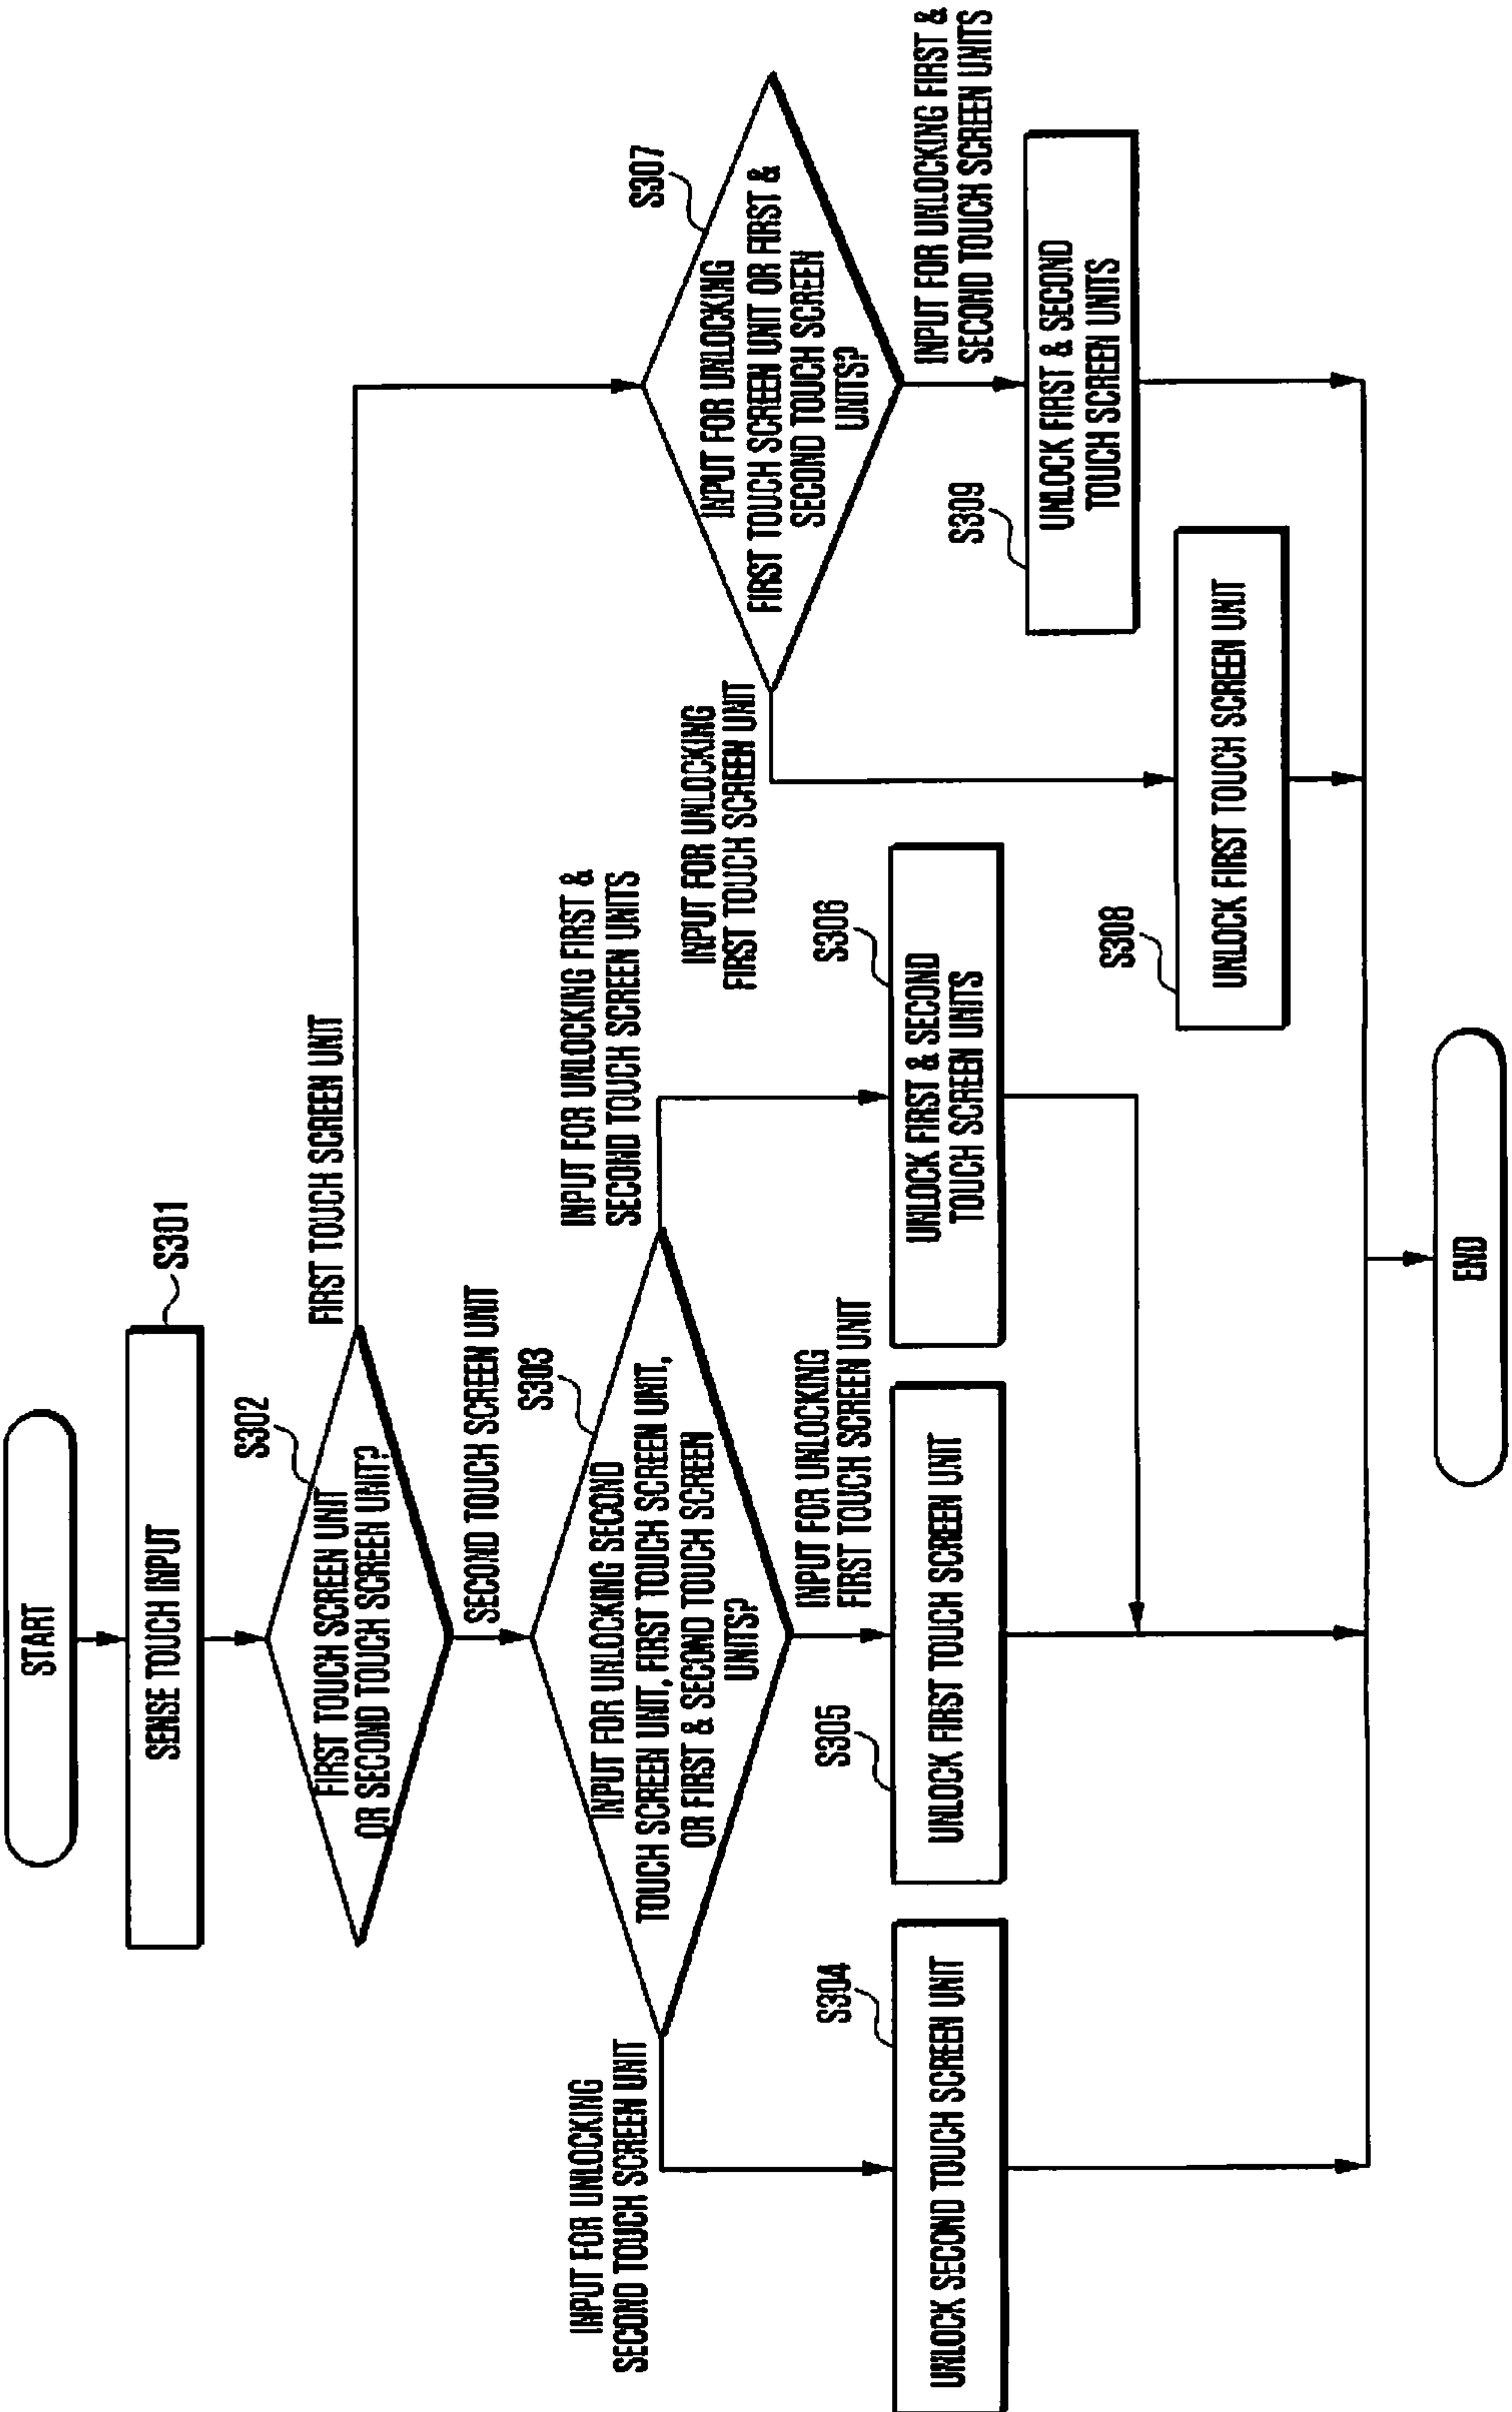 START
SENSE TOUCH INPUT
S301
FIRST TOUCH SCREEN UNIT
OR SECOND TOUCH SCREEN UNIT?
S302
FIRST TOUCH SCREEN UNIT
SECOND TOUCH SCREEN UNIT
INPUT FOR UNLOCKING SECOND
TOUCH SCREEN UNIT, FIRST TOUCH SCREEN UNIT,
OR FIRST & SECOND TOUCH SCREEN
UNITS?
S303
INPUT FOR UNLOCKING
SECOND TOUCH SCREEN UNIT
INPUT FOR UNLOCKING FIRST &
SECOND TOUCH SCREEN UNITS
INPUT FOR UNLOCKING
FIRST TOUCH SCREEN UNIT
S304
UNLOCK SECOND TOUCH SCREEN UNIT
S305
UNLOCK FIRST TOUCH SCREEN UNIT
S306
UNLOCK FIRST & SECOND
TOUCH SCREEN UNITS
S307
INPUT FOR UNLOCKING
FIRST TOUCH SCREEN UNIT OR FIRST &
SECOND TOUCH SCREEN
UNITS?
INPUT FOR UNLOCKING
FIRST TOUCH SCREEN UNIT
INPUT FOR UNLOCKING FIRST &
SECOND TOUCH SCREEN UNITS
S308
UNLOCK FIRST TOUCH SCREEN UNIT
S309
UNLOCK FIRST & SECOND
TOUCH SCREEN UNITS
END